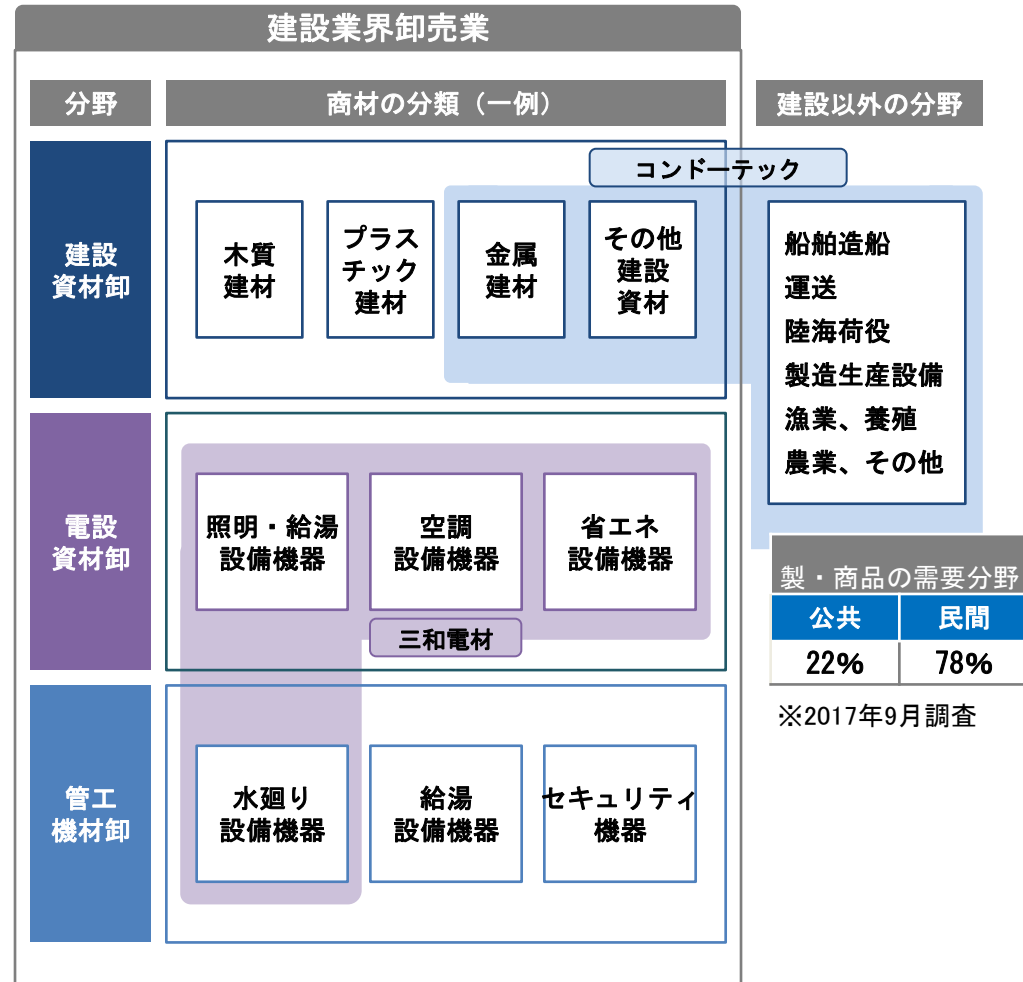 建設業界卸売業
分野
商材の分類（一例）
建設以外の分野
コンドーテック
建設
資材卸
木質
建材
プラス
チック
建材
金属
建材
その他
建設
資材
船舶造船
運送
陸海荷役
製造生産設備
漁業、養殖
農業、その他
電設
資材卸
照明・給湯
設備機器
空調
設備機器
省エネ
設備機器
三和電材
製・商品の需要分野
公共
民間
22%
78%
※2017年9月調査
管工
機材卸
水廻り
設備機器
給湯
設備機器
セキュリティ
機器